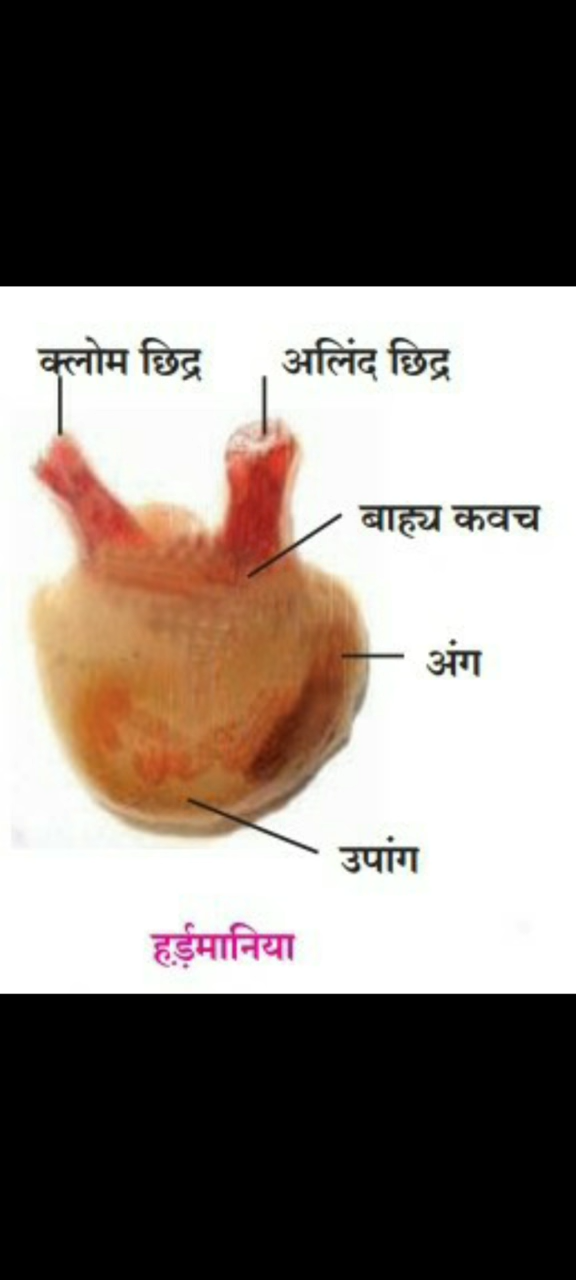 क्लोम छिद्र
अलिंद छिद्र
बाह्य कवच
अंग
उपांग
हर्डमानिया